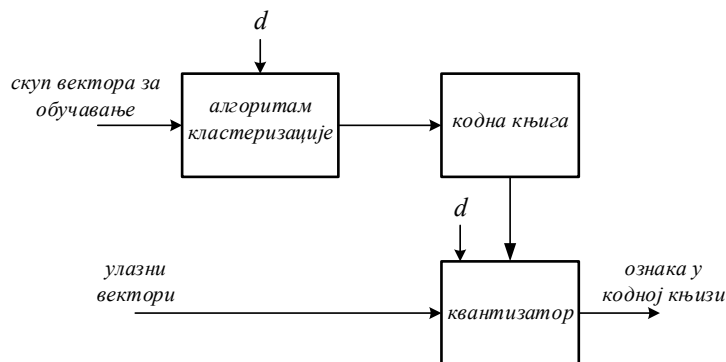 d
скуп вектора за
обучавање
алгоритам
кластеризације
кодна књига
d
улазни
вектори
квантизатор
ознака у
кодној књизи